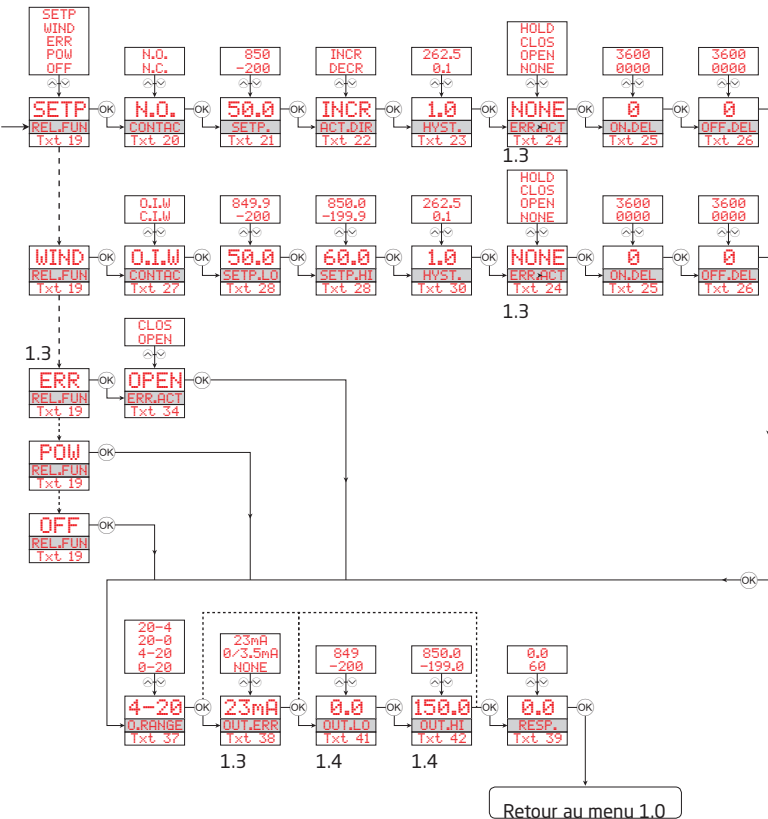 SETP
WIND
ERR
POW
OFF
N.O.
N.C.
850
-200
INCR
DECR
262.5
0.1
HOLD
CLOS
OPEN
NONE
3600
0000
3600
0000
SETP
REL.FUN
Txt 19
OK
N.O.
CONTAC
Txt 20
OK
50.0
SETP.
Txt 21
OK
INCR
ACT.DIR
Txt 22
OK
1.0
HYST.
Txt 23
OK
NONE
ERR.ACT
Txt 24
OK
0
ON.DEL
Txt 25
OK
0
OFF.DEL
Txt 26
1.3
O.I.W
C.I.W
849.9
-200
850.0
-199.9
262.5
0.1
HOLD
CLOS
OPEN
NONE
3600
0000
3600
0000
WIND
REL.FUN
Txt 19
OK
O.I.W
CONTAC
Txt 27
OK
50.0
SETP.LO
Txt 28
OK
60.0
SETP.HI
Txt 28
OK
1.0
HYST.
Txt 30
OK
NONE
ERR.ACT
Txt 24
OK
0
ON.DEL
Txt 25
OK
0
OFF.DEL
Txt 26
1.3
CLOS
OPEN
1.3
ERR
REL.FUN
Txt 19
OK
OPEN
ERR.ACT
Txt 34
OK
POW
REL.FUN
Txt 19
OK
OFF
REL.FUN
Txt 19
OK
OK
20-4
20-0
4-20
0-20
23mA
0/3.5mA
NONE
849
-200
850.0
-199.0
0.0
60
4-20
O.RANGE
Txt 37
OK
23mA
OUT.ERR
Txt 38
OK
0.0
OUT.LO
Txt 41
OK
150.0
OUT.HI
Txt 42
OK
0.0
RESP.
Txt 39
OK
1.3
1.4
1.4
Retour au menu 1.0